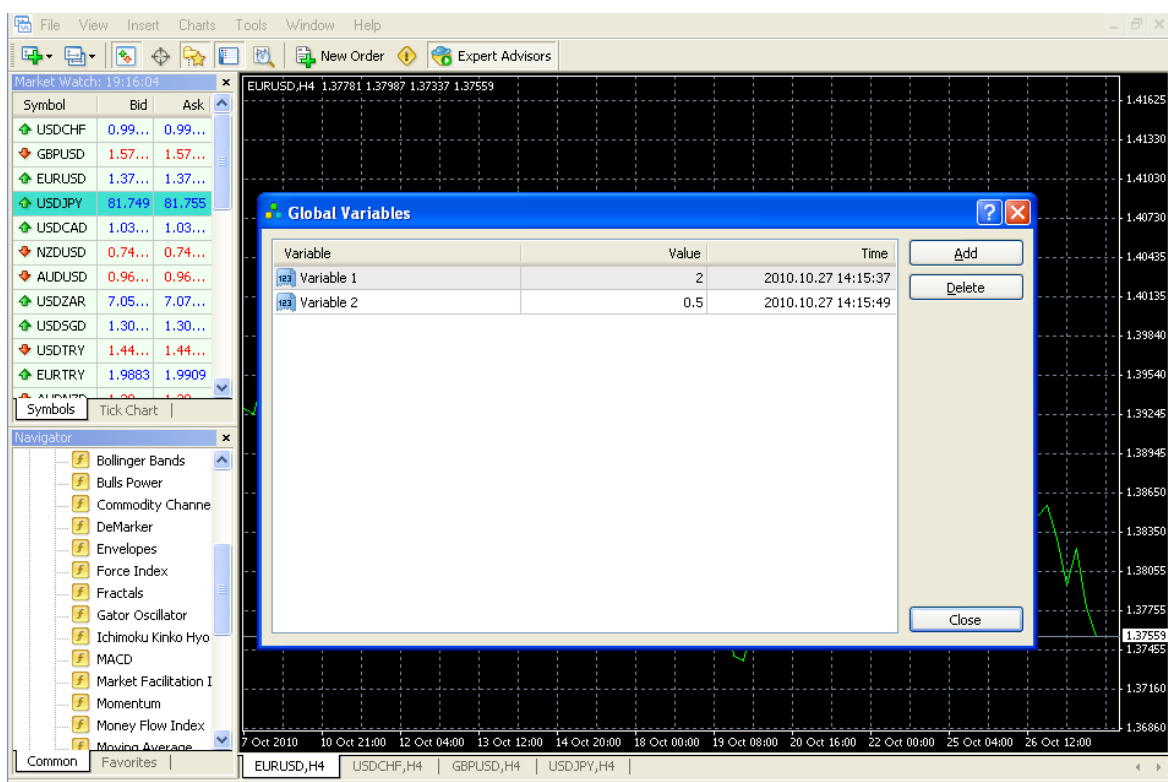 File View Insert Charts Tools Window Help
New Order Expert Advisors
Market Watch: 19:16:04
Symbol Bid Ask
USDCHF 0.99... 0.99...
GBPUSD 1.57... 1.57...
EURUSD 1.37... 1.37...
USDJPY 81.749 81.755
USDCAD 1.03... 1.03...
NZDUSD 0.74... 0.74...
AUDUSD 0.96... 0.96...
USDZAR 7.05... 7.07...
USDSGD 1.30... 1.30...
USDTRY 1.44... 1.44...
EURTRY 1.9883 1.9909
Symbols Tick Chart
Navigator
Bollinger Bands
Bulls Power
Commodity Channe
DeMarker
Envelopes
Force Index
Fractals
Gator Oscillator
Ichimoku Kinko Hyo
MACD
Market Facilitation I
Momentum
Money Flow Index
Moving Average
Common Favorites
EURUSD,H4 1.37781 1.37987 1.37337 1.37559
Global Variables
Variable Value Time
123 Variable 1 2 2010.10.27 14:15:37
123 Variable 2 0.5 2010.10.27 14:15:49
Add
Delete
Close
1.41625
1.41330
1.41030
1.40730
1.40435
1.40135
1.39840
1.39540
1.39245
1.38945
1.38650
1.38350
1.38055
1.37755
1.37559
1.37455
1.37160
1.36860
7 Oct 2010 10 Oct 21:00 12 Oct 04:00 13 Oct 12:00 14 Oct 20:00 18 Oct 00:00 19 Oct 08:00 20 Oct 16:00 22 Oct 00:00 25 Oct 04:00 26 Oct 12:00
EURUSD,H4 USDCHF,H4 GBPUSD,H4 USDJPY,H4